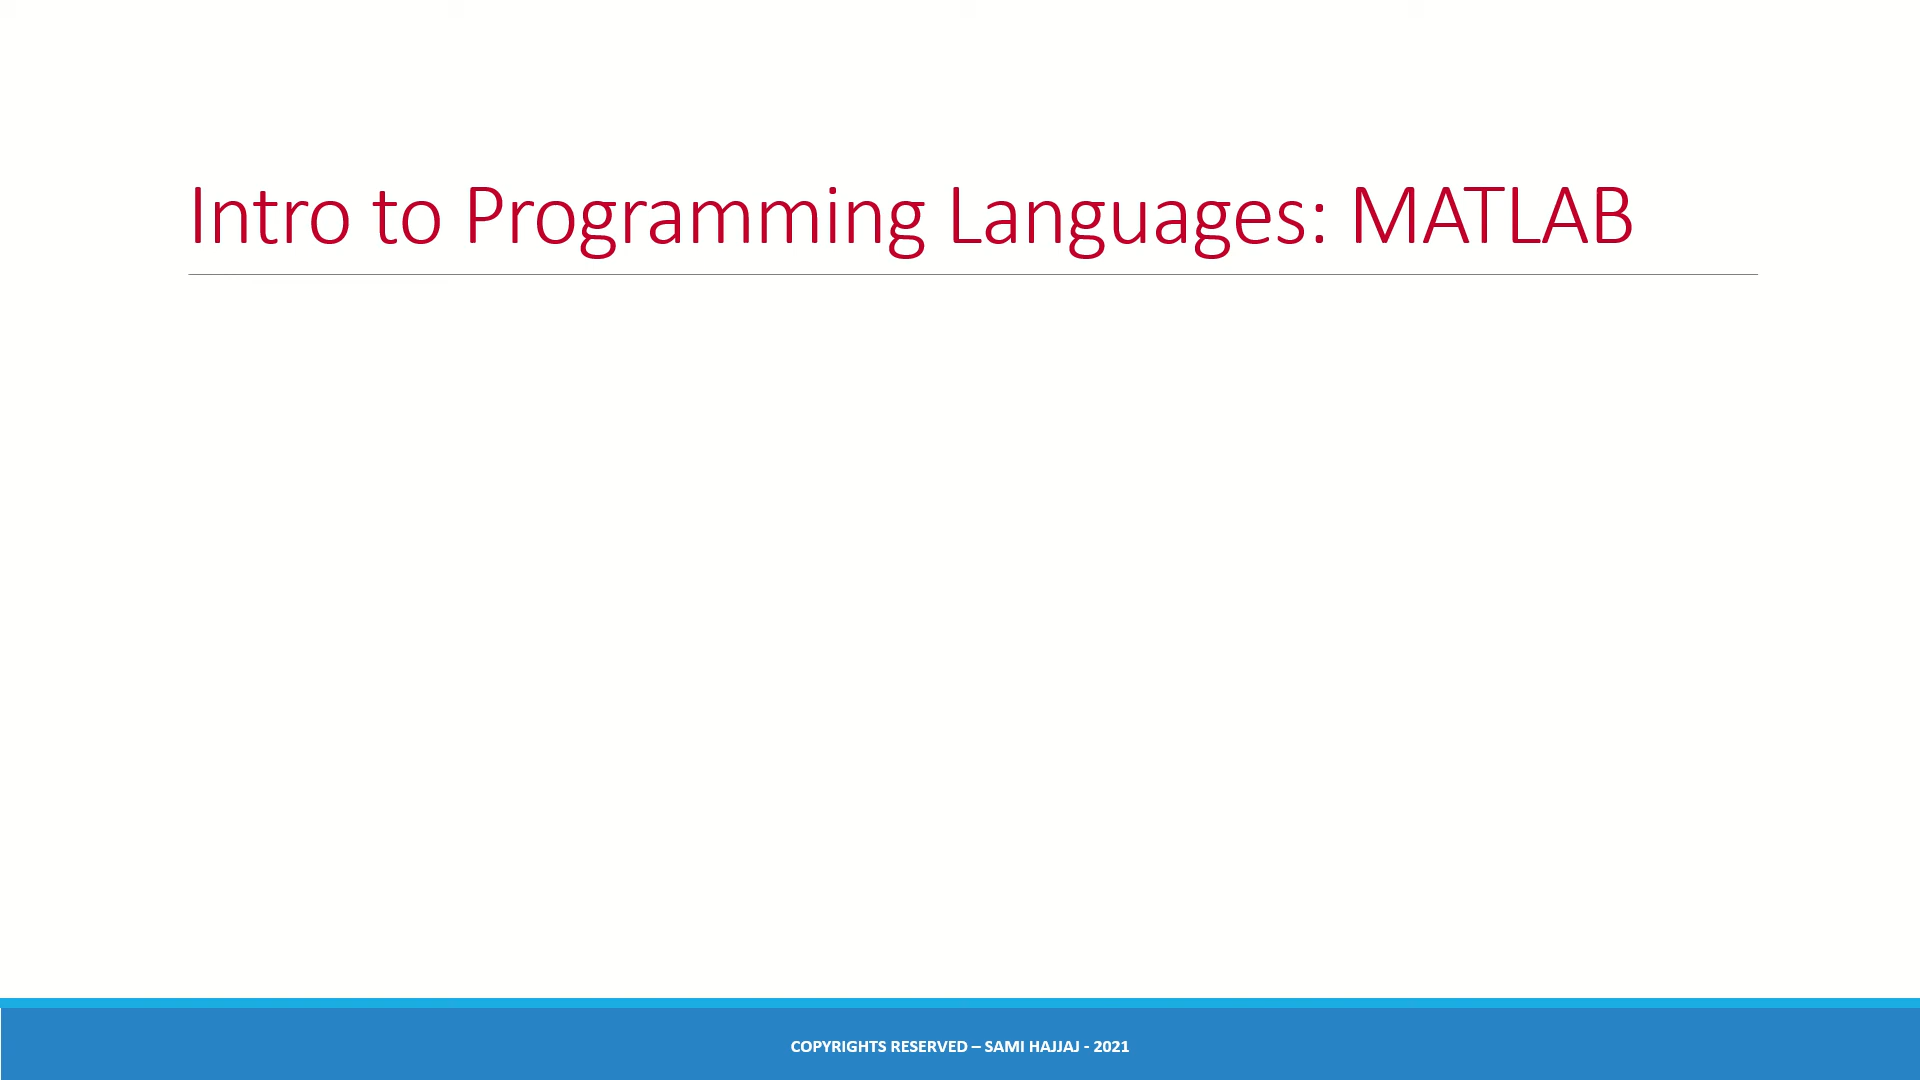 Intro to Programming Languages: MATLAB
COPYRIGHTS RESERVED – SAMI HAJJAJ - 2021